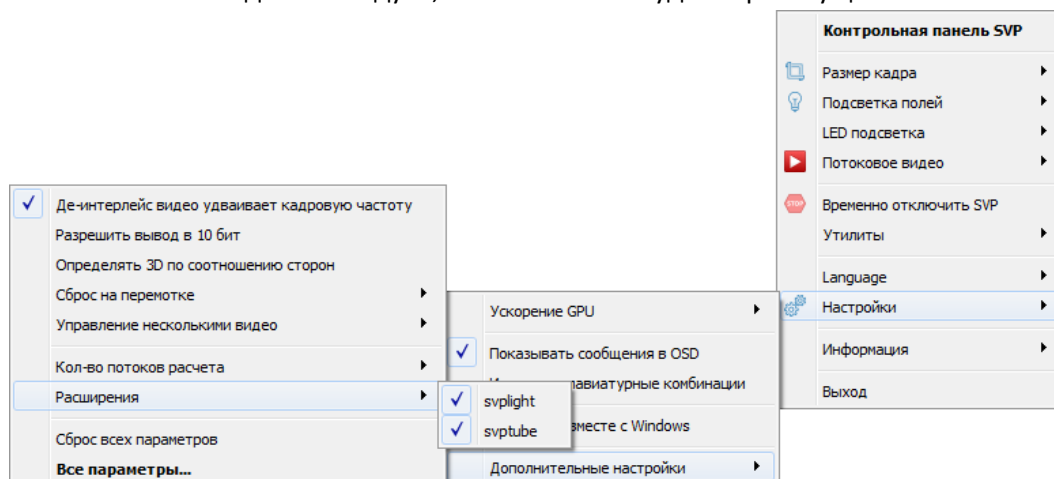 Контрольная панель SVP
Размер кадра
Подсветка полей
LED подсветка
Потоковое видео
STOP
Временно отключить SVP
Утилиты
Language
Настройки
Информация
Выход
Ускорение GPU
Показывать сообщения в OSD
комбинации
вместе с Windows
Дополнительные настройки
Де-интерлейс видео удваивает кадровую частоту
Разрешить вывод в 10 бит
Определять 3D по соотношению сторон
Сброс на перемотке
Управление несколькими видео
Кол-во потоков расчета
Расширения
Сброс всех параметров
Все параметры...
svplight
svptube